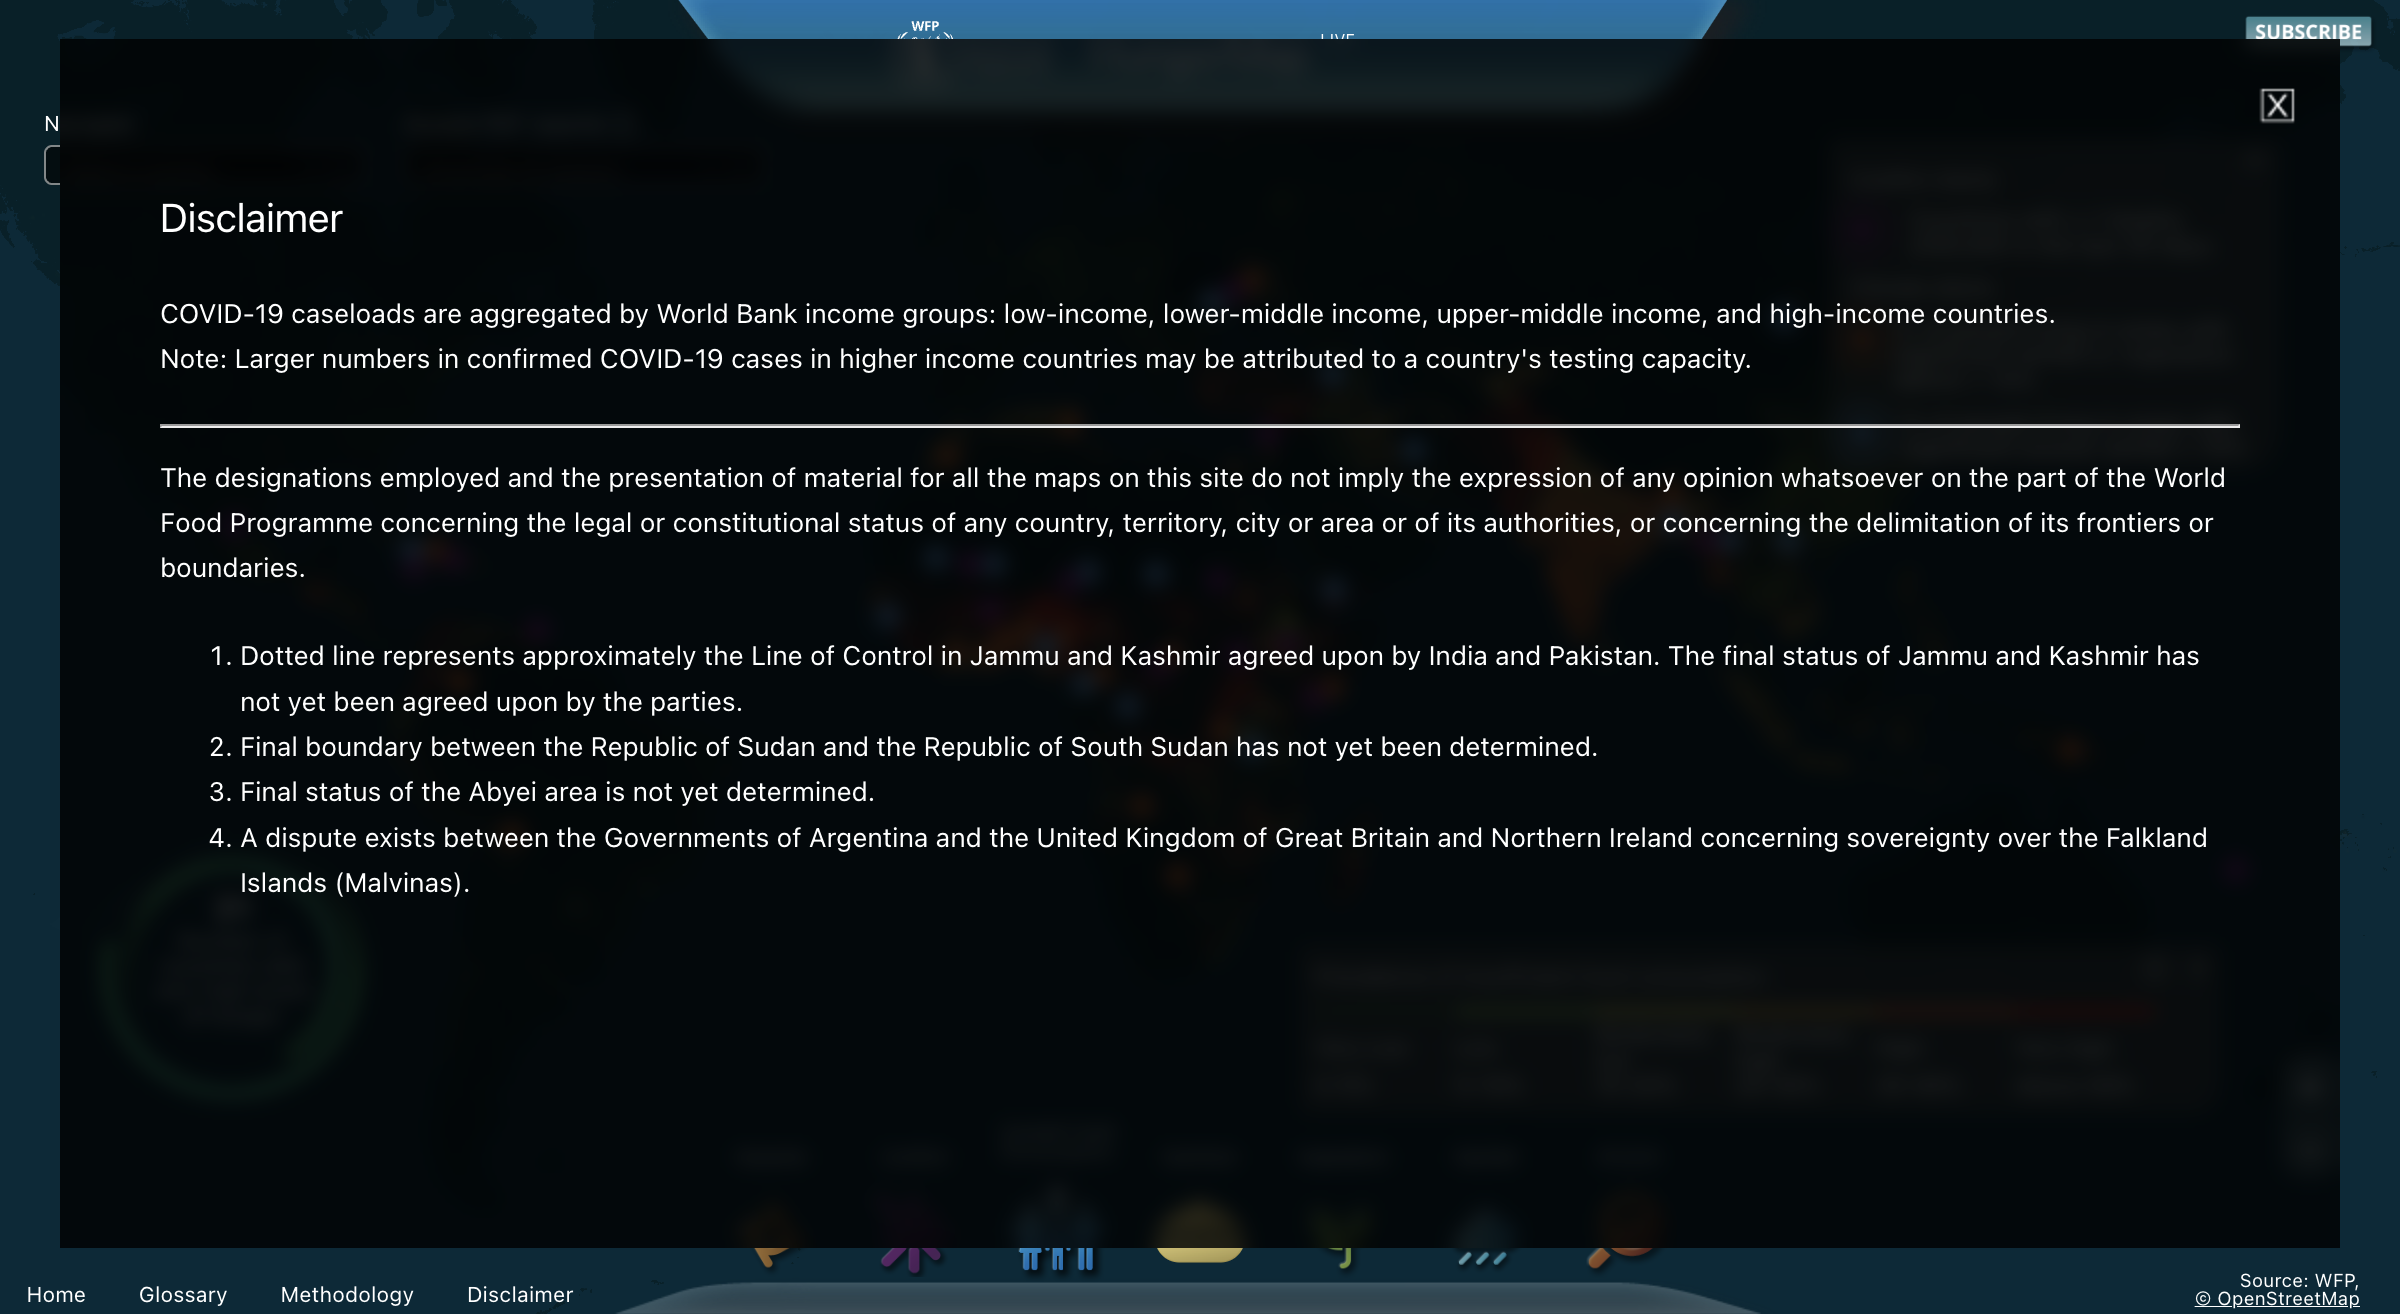 WFP
LIVE
SUBSCRIBE
N
X
Disclaimer
COVID-19 caseloads are aggregated by World Bank income groups: low-income, lower-middle income, upper-middle income, and high-income countries.
Note: Larger numbers in confirmed COVID-19 cases in higher income countries may be attributed to a country's testing capacity.
The designations employed and the presentation of material for all the maps on this site do not imply the expression of any opinion whatsoever on the part of the World
Food Programme concerning the legal or constitutional status of any country, territory, city or area or of its authorities, or concerning the delimitation of its frontiers or
boundaries.
1. Dotted line represents approximately the Line of Control in Jammu and Kashmir agreed upon by India and Pakistan. The final status of Jammu and Kashmir has
not yet been agreed upon by the parties.
2. Final boundary between the Republic of Sudan and the Republic of South Sudan has not yet been determined.
3. Final status of the Abyei area is not yet determined.
4. A dispute exists between the Governments of Argentina and the United Kingdom of Great Britain and Northern Ireland concerning sovereignty over the Falkland
Islands (Malvinas).
Home Glossary Methodology Disclaimer
Source: WFP,
© OpenStreetMap